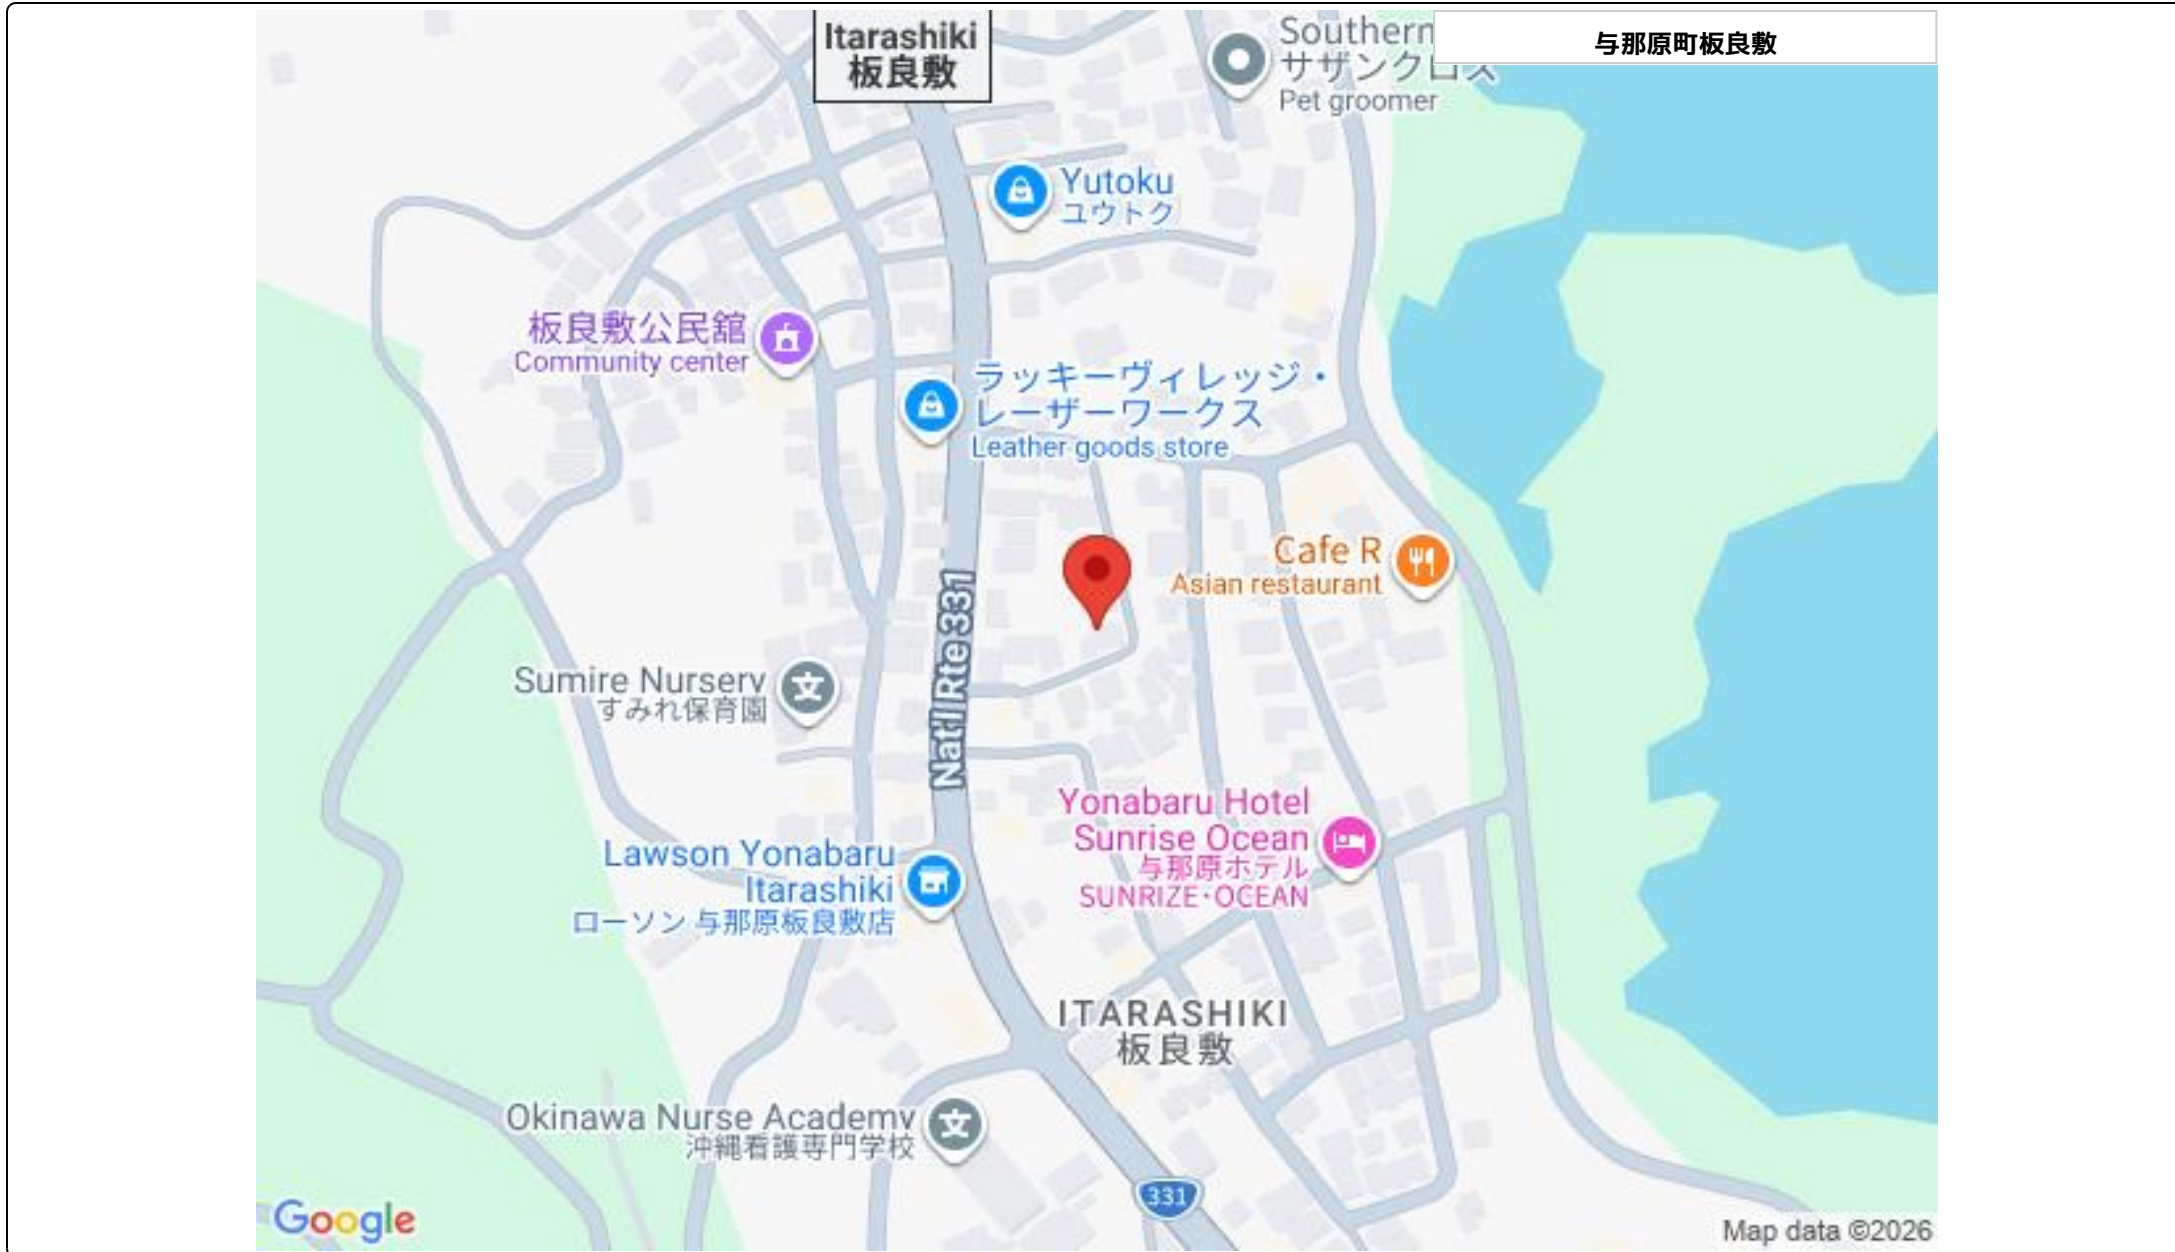 Itarashiki
板良敷
Southern
サザンクロス
Pet groomer
与那原町板良敷
Yutoku
ユウトク
板良敷公民舘
Community center
ラッキーヴィレッジ・
レーザーワークス
Leather goods store
Cafe R
Asian restaurant
Nat'l Rte 331
Sumire Nursery
すみれ保育園
Yonabaru Hotel
Sunrise Ocean
与那原ホテル
SUNRIZE・OCEAN
Lawson Yonabaru
Itarashiki
ローソン 与那原板良敷店
ITARASHIKI
板良敷
Okinawa Nurse Academy
沖縄看護専門学校
331
Google
Map data ©2026